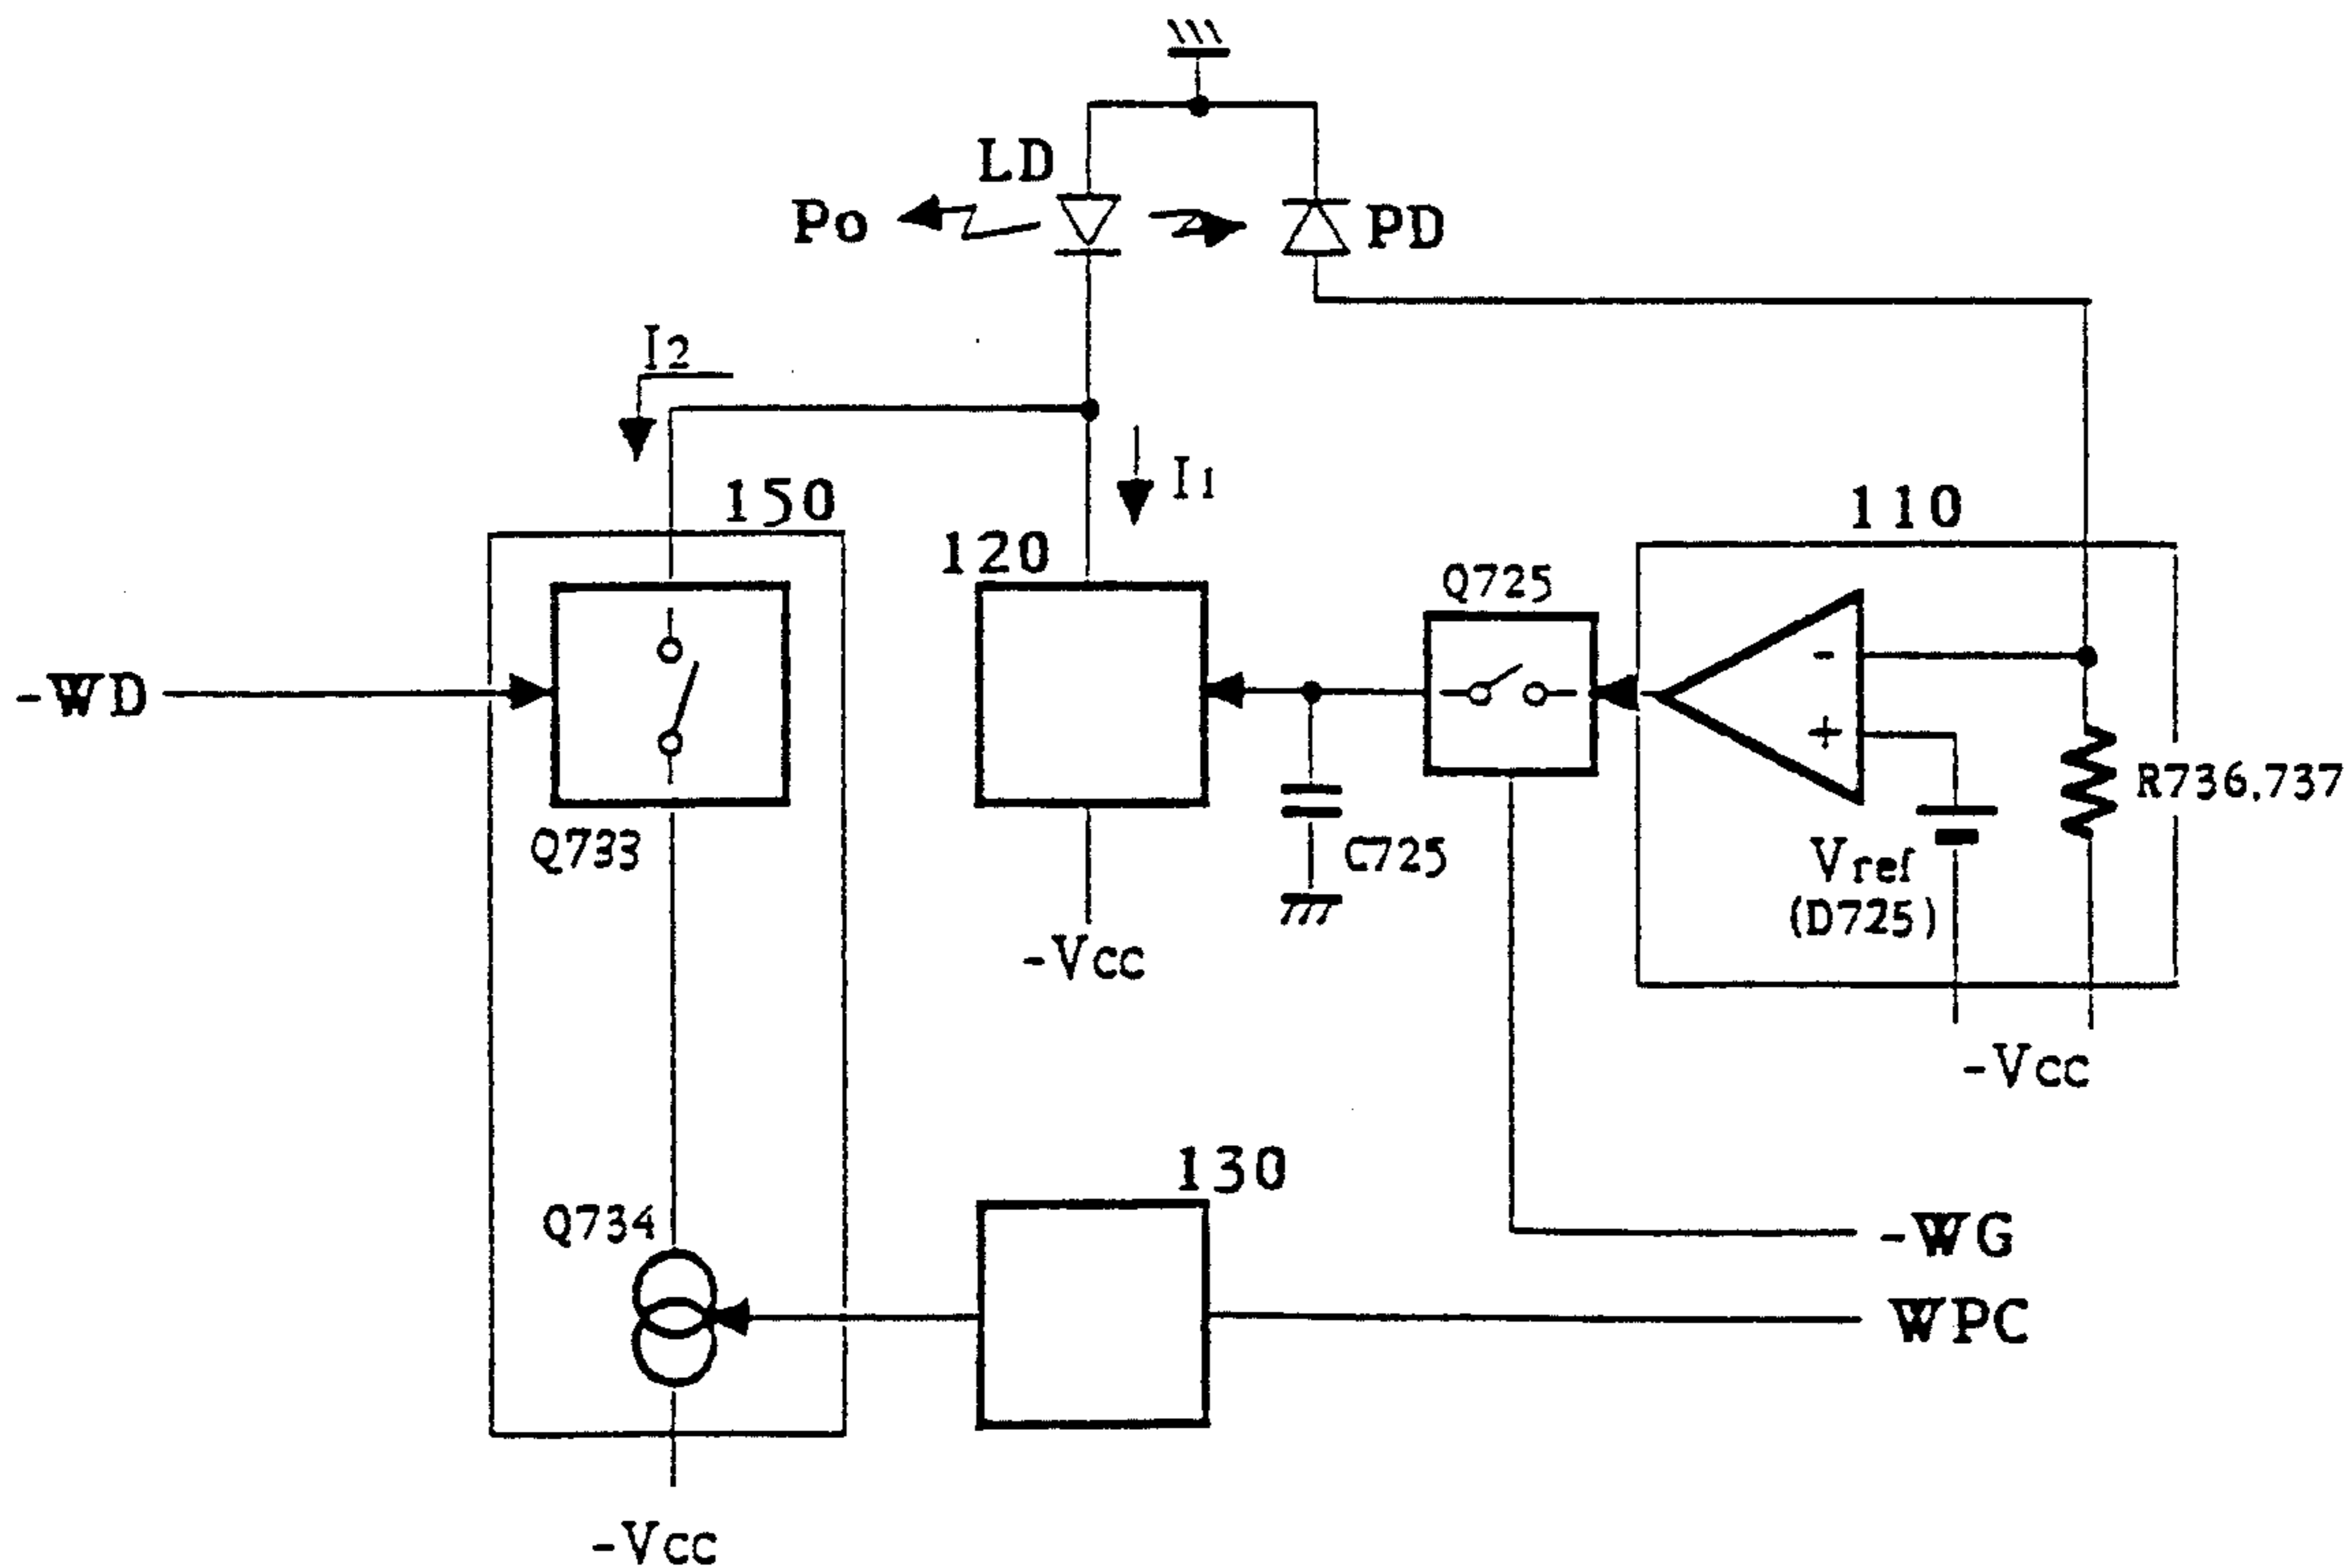 LD
Po
PD
I2
I1
150
120
110
Q725
-WD
-
+
R736,737
Q733
C725
Vref
(D725)
-Vcc
-Vcc
130
Q734
-WG
WPC
-Vcc